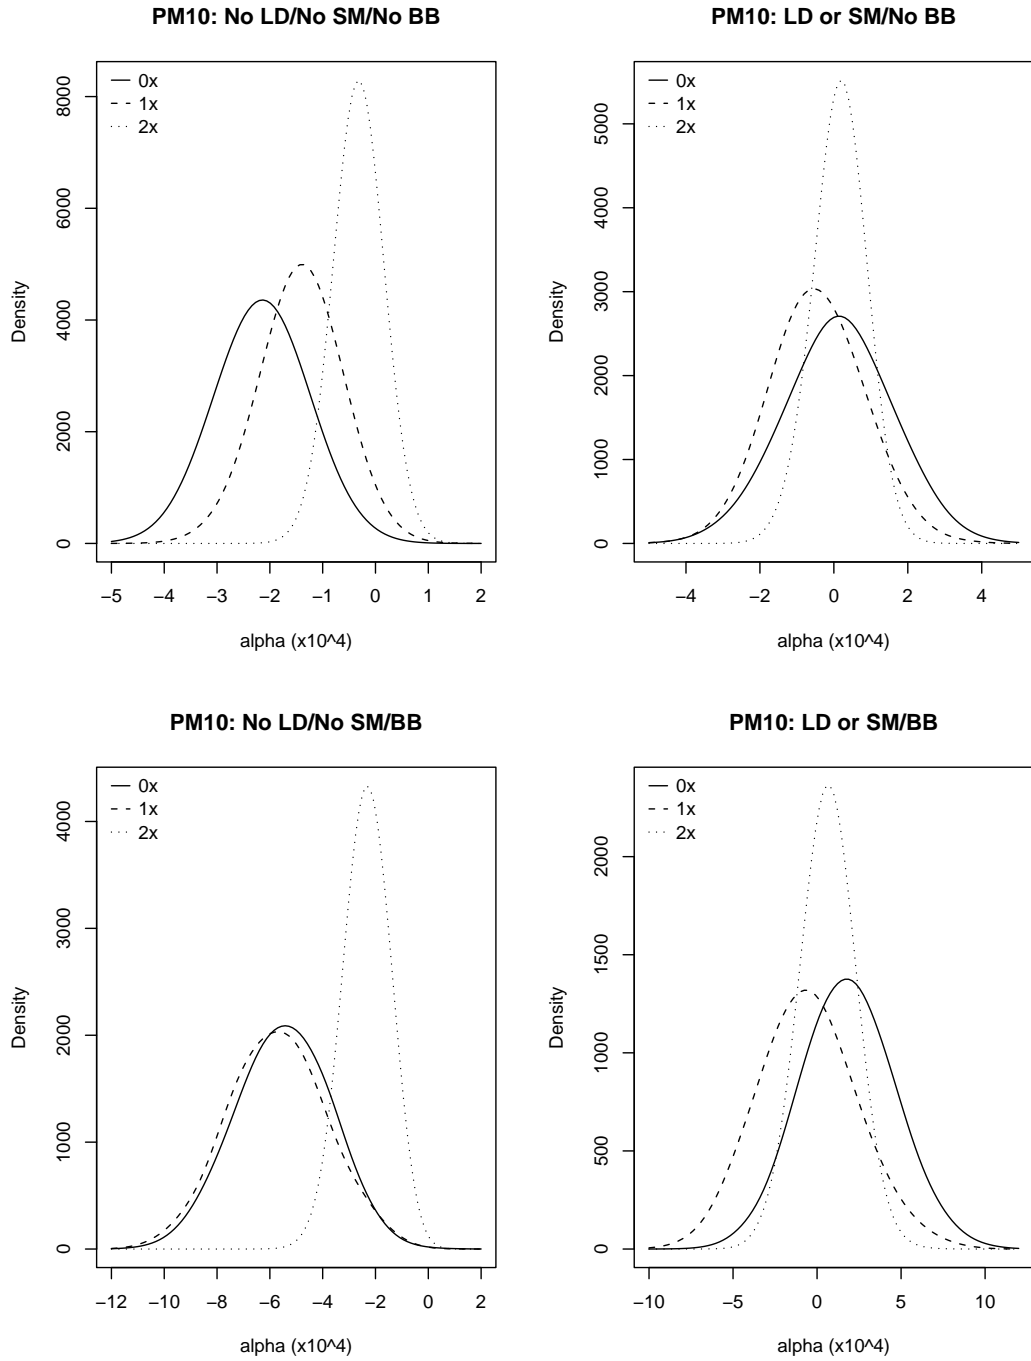 PM10: No LD/No SM/No BB
0x
1x
2x
Density
0
2000
4000
6000
8000
−5 −4 −3 −2 −1 0 1 2
alpha (x10^4)
PM10: LD or SM/No BB
0x
1x
2x
Density
0
1000
2000
3000
4000
5000
−4 −2 0 2 4
alpha (x10^4)
PM10: No LD/No SM/BB
0x
1x
2x
Density
0
1000
2000
3000
4000
−12 −10 −8 −6 −4 −2 0 2
alpha (x10^4)
PM10: LD or SM/BB
0x
1x
2x
Density
0
500
1000
1500
2000
−10 −5 0 5 10
alpha (x10^4)